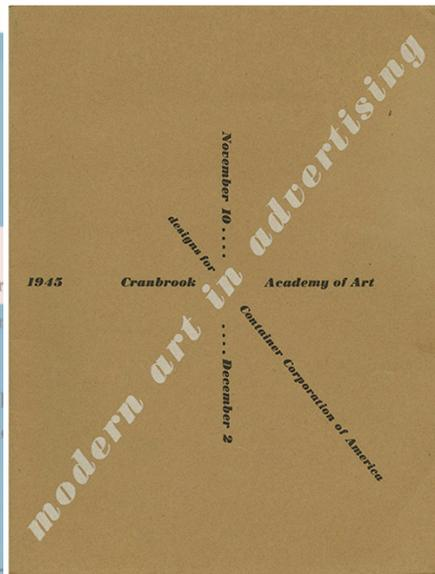 modern art in advertising
designs for
Container Corporation of America
1945 Cranbrook Academy of Art
November 10 . . . .
. . . . December 2